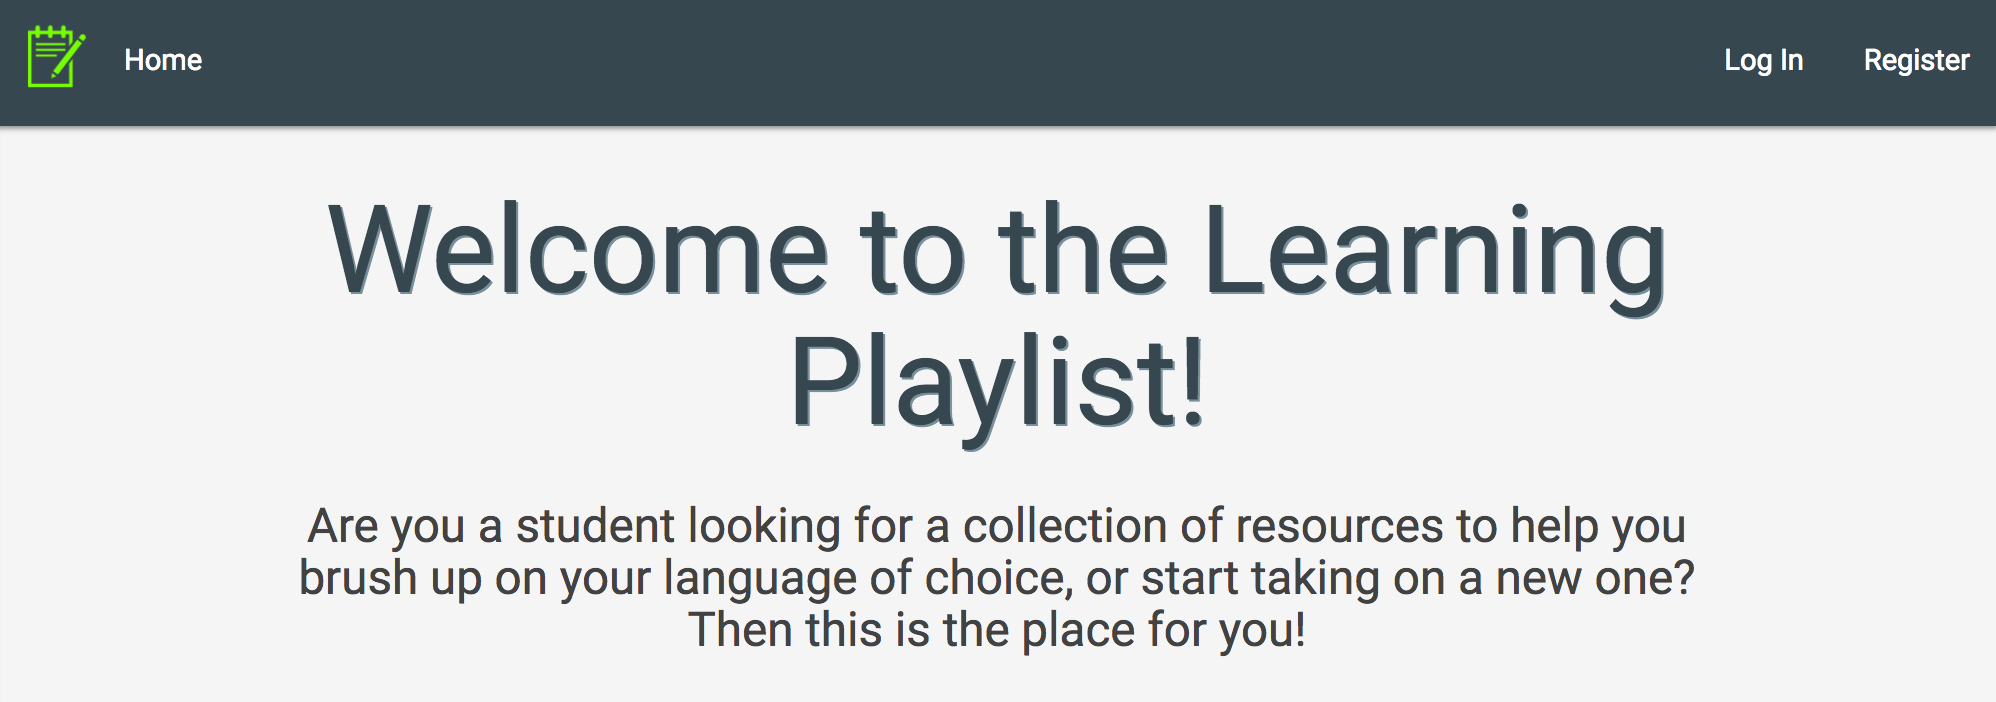 Home
Log In
Register
Welcome to the Learning
Playlist!
Are you a student looking for a collection of resources to help you
brush up on your language of choice, or start taking on a new one?
Then this is the place for you!